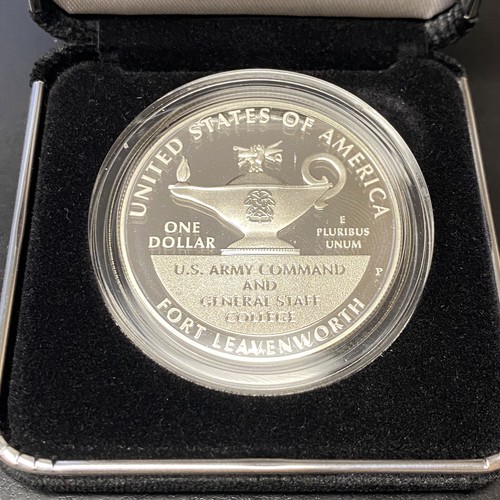 UNITED STATES OF AMERICA
ONE
DOLLAR
E
PLURIBUS
UNUM
P
U.S. ARMY COMMAND
AND
GENERAL STAFF
COLLEGE
FORT LEAVENWORTH